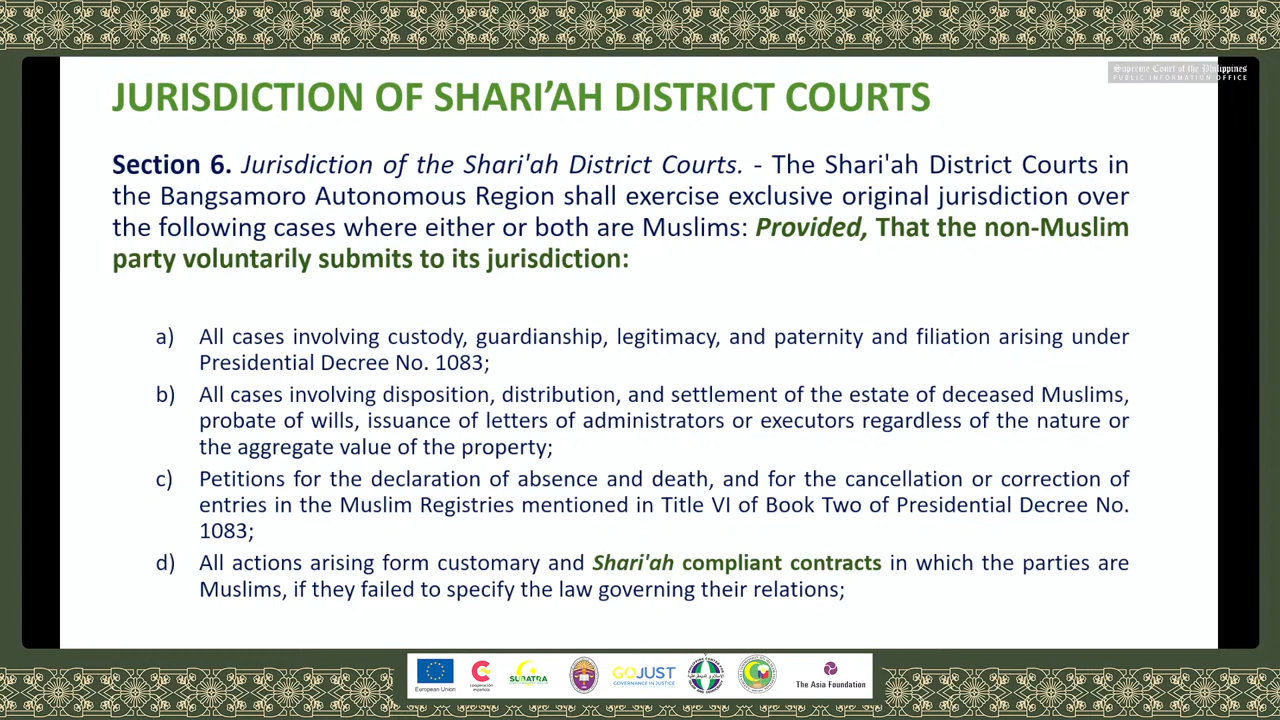 Supreme Court of the Philippines
PUBLIC INFORMATION OFFICE
JURISDICTION OF SHARI’AH DISTRICT COURTS
Section 6. Jurisdiction of the Shari'ah District Courts. - The Shari'ah District Courts in
the Bangsamoro Autonomous Region shall exercise exclusive original jurisdiction over
the following cases where either or both are Muslims: Provided, That the non-Muslim
party voluntarily submits to its jurisdiction:
a) All cases involving custody, guardianship, legitimacy, and paternity and filiation arising under
Presidential Decree No. 1083;
b) All cases involving disposition, distribution, and settlement of the estate of deceased Muslims,
probate of wills, issuance of letters of administrators or executors regardless of the nature or
the aggregate value of the property;
c) Petitions for the declaration of absence and death, and for the cancellation or correction of
entries in the Muslim Registries mentioned in Title VI of Book Two of Presidential Decree No.
1083;
d) All actions arising form customary and Shari'ah compliant contracts in which the parties are
Muslims, if they failed to specify the law governing their relations;
European Union
cooperación
española
SUBATRA
GOJUST
GOVERNANCE IN JUSTICE
The Asia Foundation